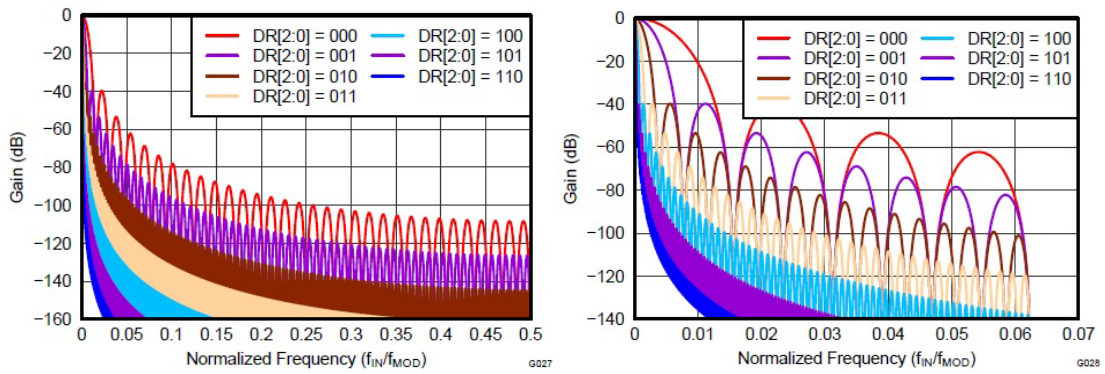 0
−20
−40
−60
−80
−100
−120
−140
−160
Gain (dB)
DR[2:0] = 000
DR[2:0] = 001
DR[2:0] = 010
DR[2:0] = 011
DR[2:0] = 100
DR[2:0] = 101
DR[2:0] = 110
0 0.05 0.1 0.15 0.2 0.25 0.3 0.35 0.4 0.45 0.5
Normalized Frequency (fIN/fMOD)
G027
0
−20
−40
−60
−80
−100
−120
−140
Gain (dB)
DR[2:0] = 000
DR[2:0] = 001
DR[2:0] = 010
DR[2:0] = 011
DR[2:0] = 100
DR[2:0] = 101
DR[2:0] = 110
0 0.01 0.02 0.03 0.04 0.05 0.06 0.07
Normalized Frequency (fIN/fMOD)
G028